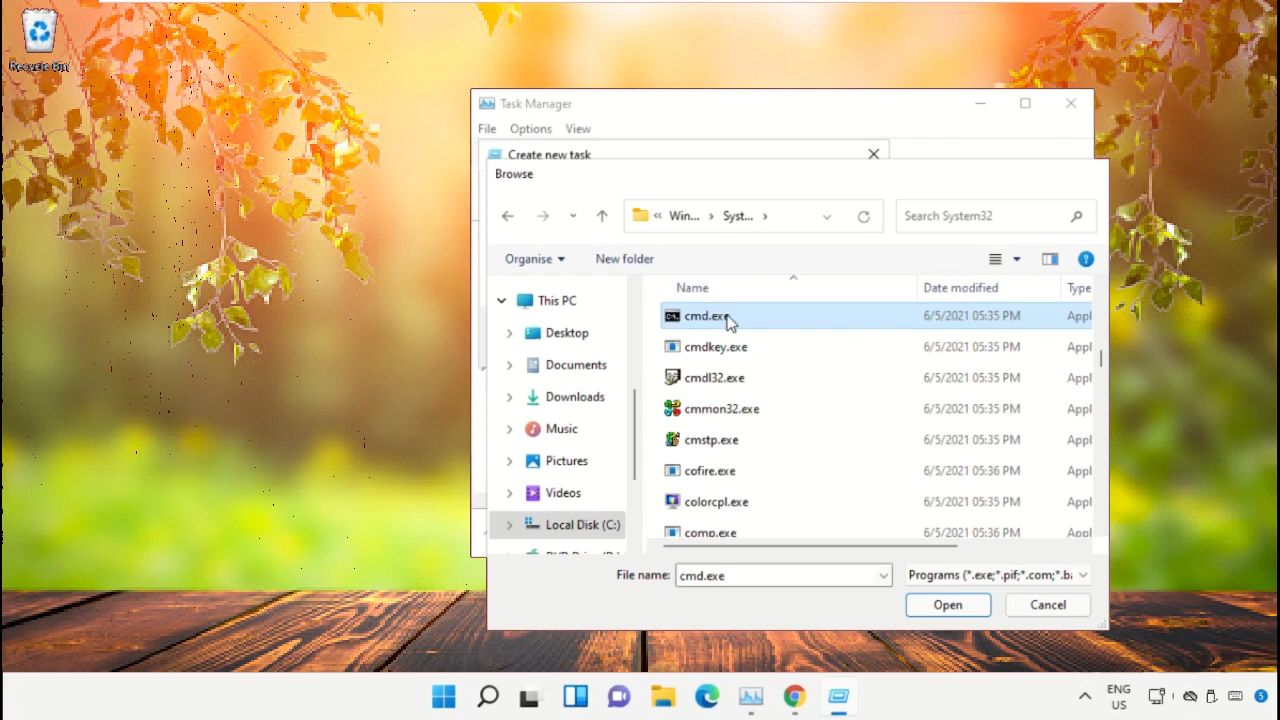 Recycle Bin
Task Manager
File Options View
Create new task
Browse
« Win... › Syst... ›
Search System32
Organise New folder
Name Date modified Type
This PC
Desktop
Documents
Downloads
Music
Pictures
Videos
Local Disk (C:)
cmd.exe 6/5/2021 05:35 PM Appl
cmdkey.exe 6/5/2021 05:35 PM Appl
cmdl32.exe 6/5/2021 05:35 PM Appl
cmmon32.exe 6/5/2021 05:35 PM Appl
cmstp.exe 6/5/2021 05:35 PM Appl
cofire.exe 6/5/2021 05:36 PM Appl
colorcpl.exe 6/5/2021 05:35 PM Appl
comp.exe 6/5/2021 05:36 PM Appl
File name: cmd.exe Programs (*.exe;*.pif;*.com;*.ba
Open Cancel
ENG
US
5